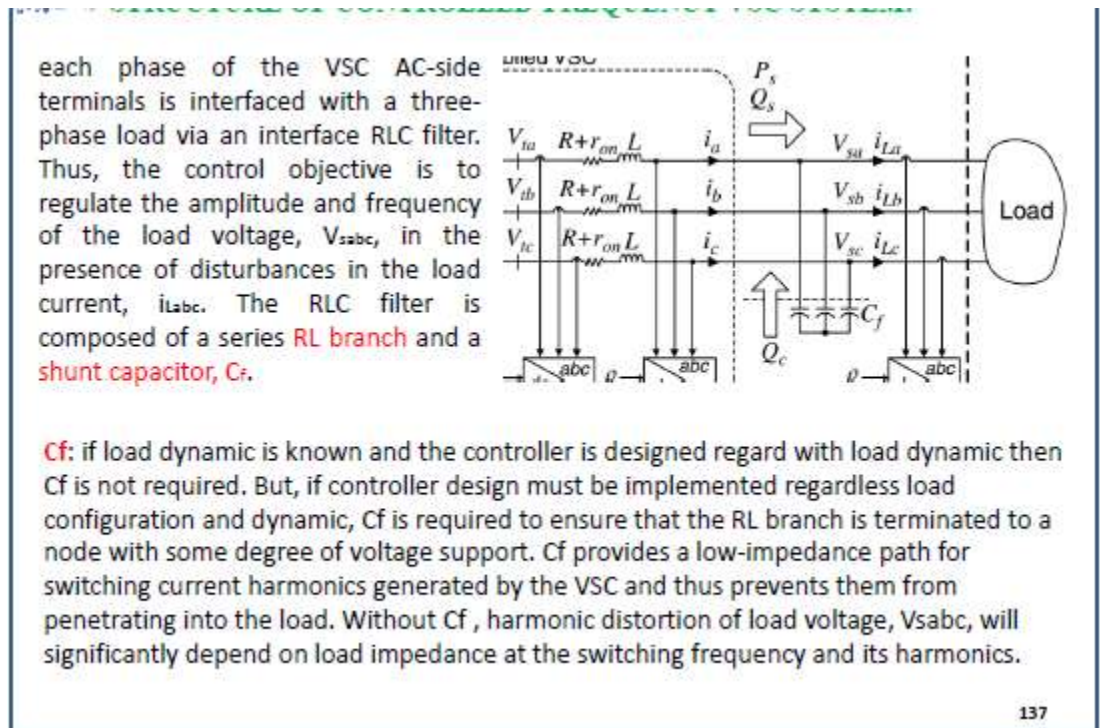 each phase of the VSC AC-side
terminals is interfaced with a three-
phase load via an interface RLC filter.
Thus, the control objective is to
regulate the amplitude and frequency
of the load voltage, Vsabc, in the
presence of disturbances in the load
current, iLabc. The RLC filter is
composed of a series RL branch and a
shunt capacitor, CF.
Ps
Qs
Vta R+ron L ia Vsa iLa
Vtb R+ron L ib Vsb iLb
Vtc R+ron L ic Vsc iLc
Load
Cf
Qc
abc abc abc
Cf: if load dynamic is known and the controller is designed regard with load dynamic then
Cf is not required. But, if controller design must be implemented regardless load
configuration and dynamic, Cf is required to ensure that the RL branch is terminated to a
node with some degree of voltage support. Cf provides a low-impedance path for
switching current harmonics generated by the VSC and thus prevents them from
penetrating into the load. Without Cf , harmonic distortion of load voltage, Vsabc, will
significantly depend on load impedance at the switching frequency and its harmonics.
137